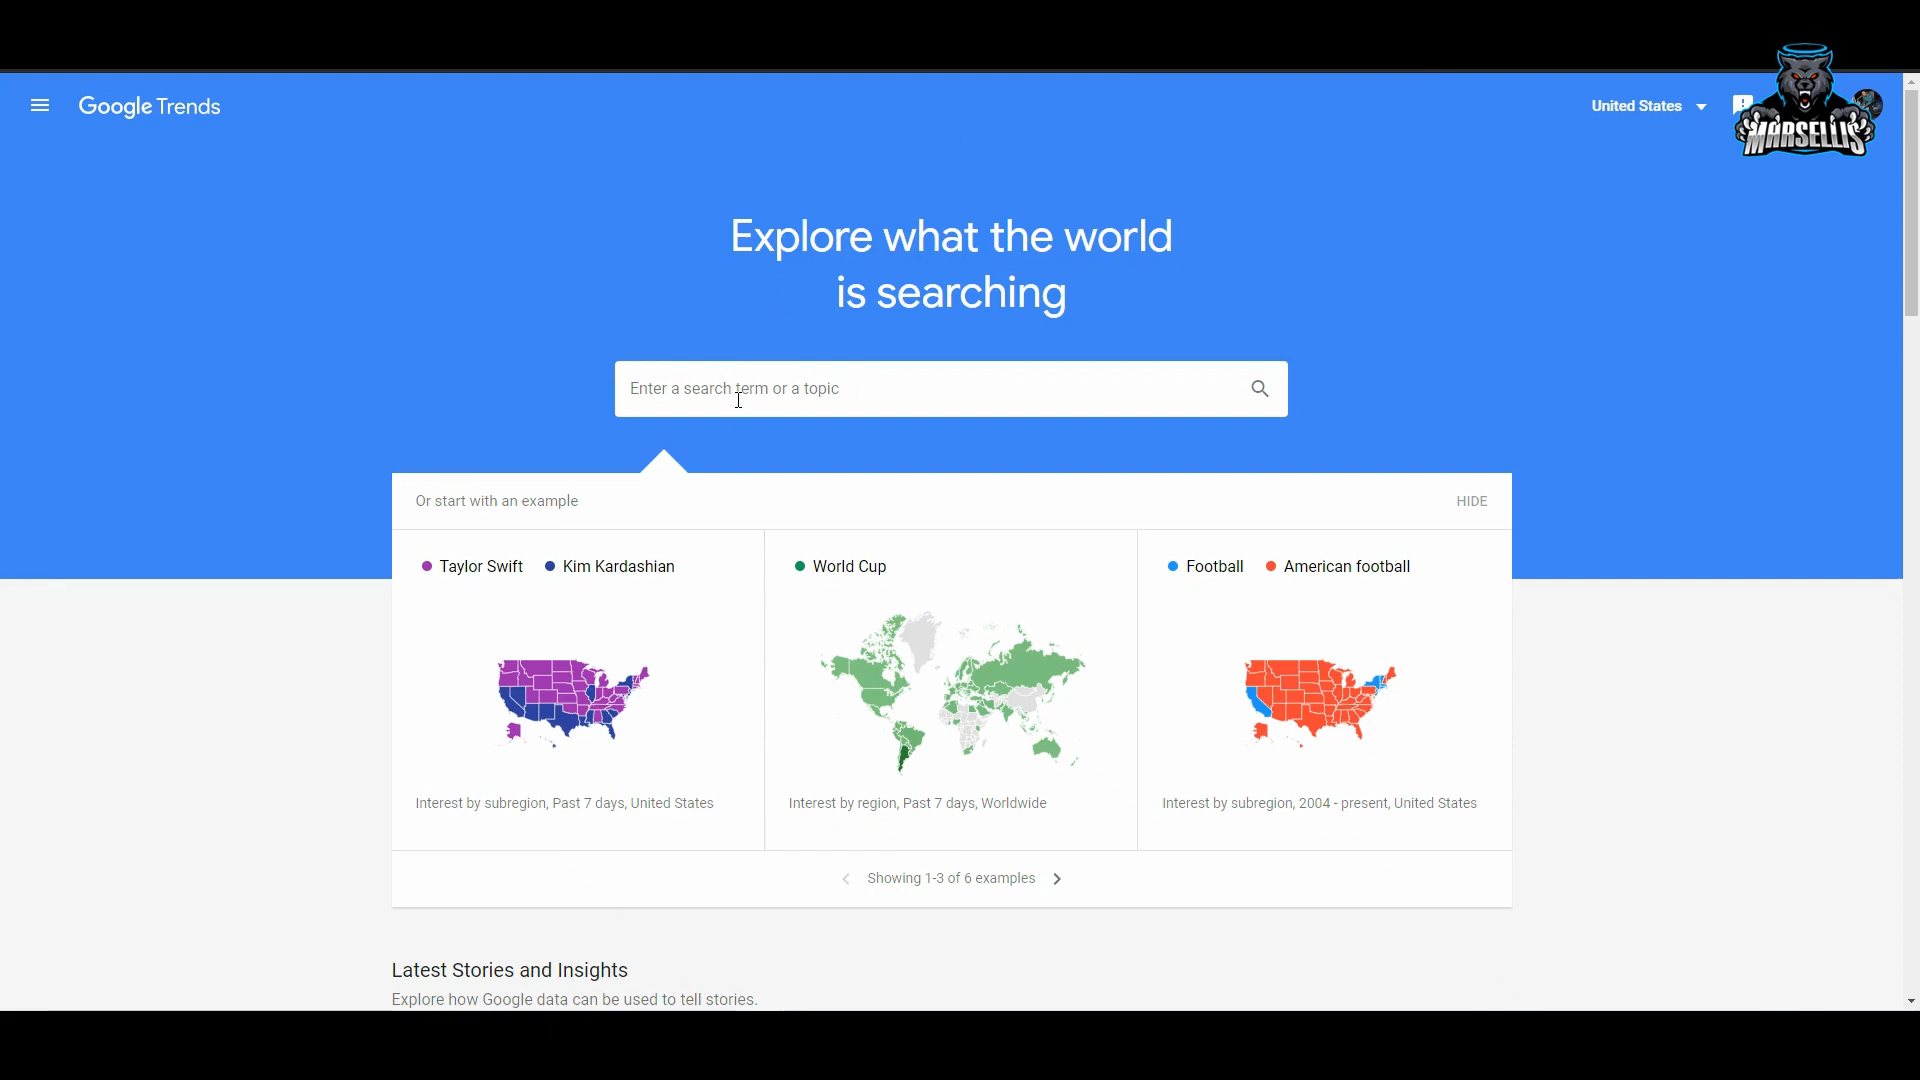 Google Trends
United States
MARSELLIS
Explore what the world
is searching
Enter a search term or a topic
Or start with an example
HIDE
Taylor Swift Kim Kardashian
World Cup
Football American football
Interest by subregion, Past 7 days, United States
Interest by region, Past 7 days, Worldwide
Interest by subregion, 2004 - present, United States
Showing 1-3 of 6 examples
Latest Stories and Insights
Explore how Google data can be used to tell stories.